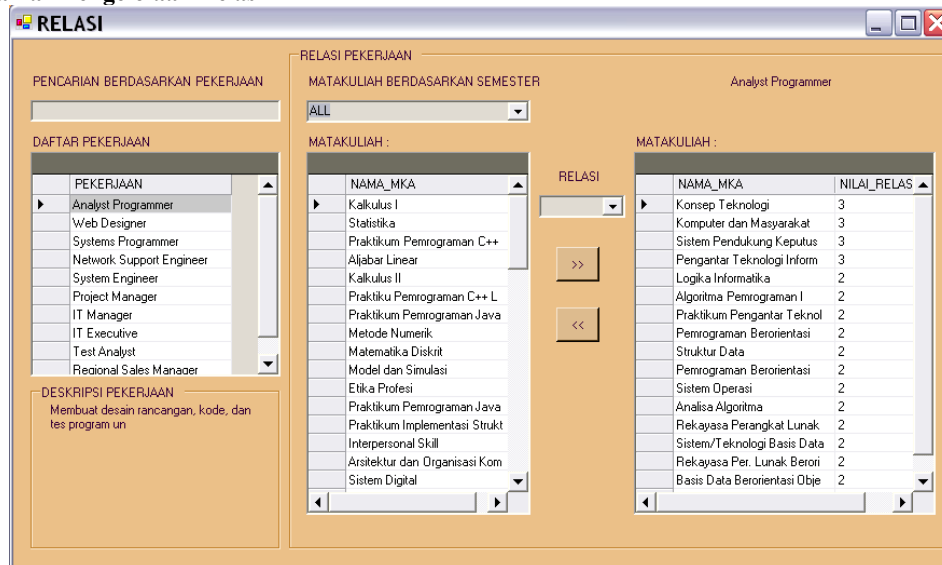 RELASI
RELASI PEKERJAAN
PENCARIAN BERDASARKAN PEKERJAAN
MATAKULIAH BERDASARKAN SEMESTER
Analyst Programmer
ALL
DAFTAR PEKERJAAN
PEKERJAAN
Analyst Programmer
Web Designer
Systems Programmer
Network Support Engineer
System Engineer
Project Manager
IT Manager
IT Executive
Test Analyst
Regional Sales Manager
DESKRIPSI PEKERJAAN
Membuat desain rancangan, kode, dan
tes program un
MATAKULIAH :
NAMA_MKA
Kalkulus I
Statistika
Praktikum Pemrograman C++
Aljabar Linear
Kalkulus II
Praktiku Pemrograman C++ L
Praktikum Pemrograman Java
Metode Numerik
Matematika Diskrit
Model dan Simulasi
Etika Profesi
Praktikum Pemrograman Java
Praktikum Implementasi Strukt
Interpersonal Skill
Arsitektur dan Organisasi Kom
Sistem Digital
RELASI
>>
<<
MATAKULIAH :
NAMA_MKA NILAI_RELAS
Konsep Teknologi 3
Komputer dan Masyarakat 3
Sistem Pendukung Keputus 3
Pengantar Teknologi Inform 3
Logika Informatika 2
Algoritma Pemrograman I 2
Praktikum Pengantar Teknol 2
Pemrograman Berorientasi 2
Struktur Data 2
Pemrograman Berorientasi 2
Sistem Operasi 2
Analisa Algoritma 2
Rekayasa Perangkat Lunak 2
Sistem/Teknologi Basis Data 2
Rekayasa Per. Lunak Berori 2
Basis Data Berorientasi Obje 2